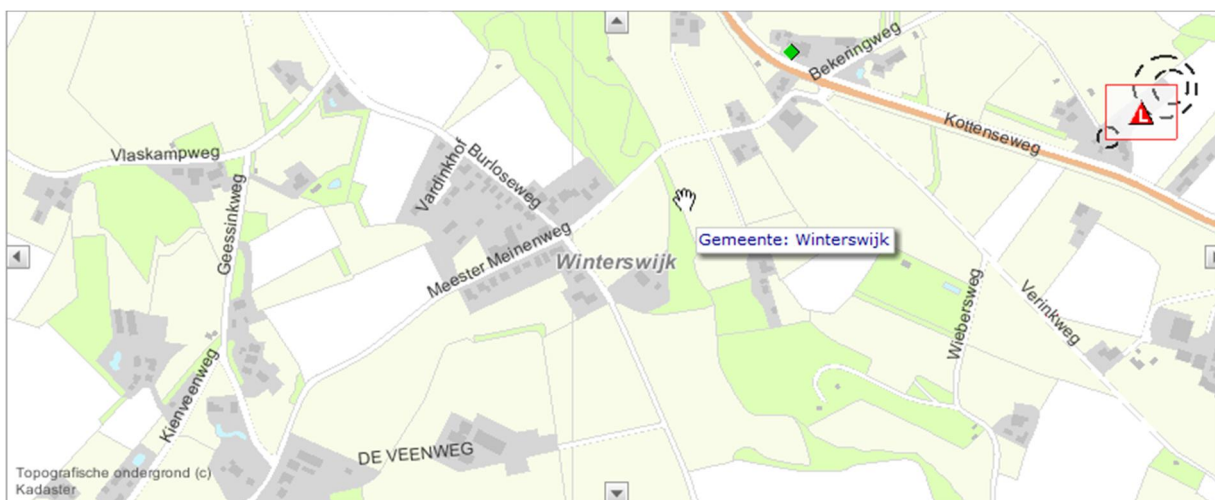 Bekeringweg
Kottenseweg
L
Vlaskampweg
Vardinkhof
Burloseweg
Geessinkweg
Meester Meinenweg
Gemeente: Winterswijk
Winterswijk
Wiebersweg
Verinkweg
Kienveenweg
DE VEENWEG
Topografische ondergrond (c)
Kadaster